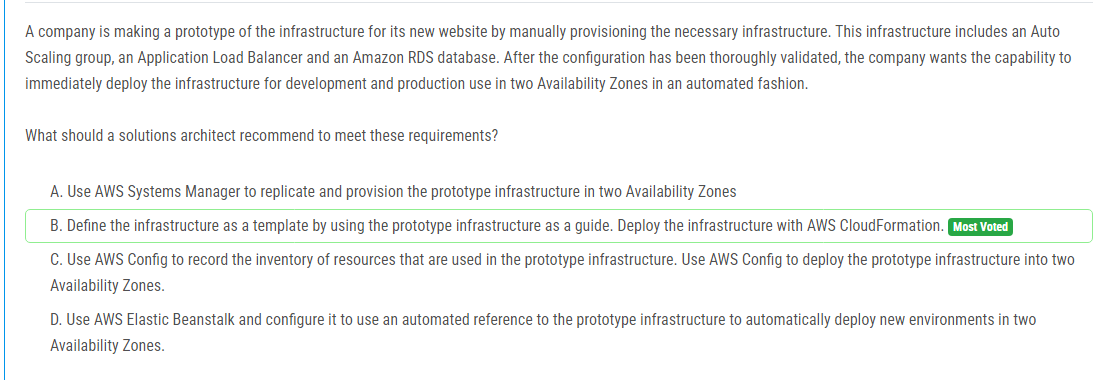 A company is making a prototype of the infrastructure for its new website by manually provisioning the necessary infrastructure. This infrastructure includes an Auto
Scaling group, an Application Load Balancer and an Amazon RDS database. After the configuration has been thoroughly validated, the company wants the capability to
immediately deploy the infrastructure for development and production use in two Availability Zones in an automated fashion.
What should a solutions architect recommend to meet these requirements?
A. Use AWS Systems Manager to replicate and provision the prototype infrastructure in two Availability Zones
B. Define the infrastructure as a template by using the prototype infrastructure as a guide. Deploy the infrastructure with AWS CloudFormation. Most Voted
C. Use AWS Config to record the inventory of resources that are used in the prototype infrastructure. Use AWS Config to deploy the prototype infrastructure into two
Availability Zones.
D. Use AWS Elastic Beanstalk and configure it to use an automated reference to the prototype infrastructure to automatically deploy new environments in two
Availability Zones.